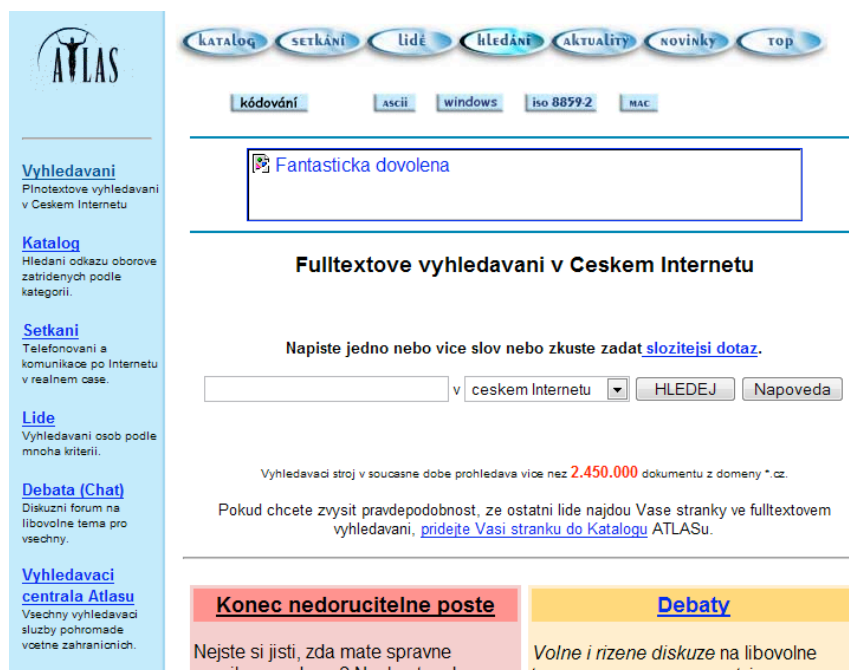 ATLAS
KATALOG SETKÁNÍ lidé hledání AKTUALITY NOVINKY TOP
kódování ASCII windows iso 8859-2 MAC
Fantasticka dovolena
Vyhledavani
Plnotextove vyhledavani
v Ceskem Internetu
Katalog
Hledani odkazu oborove
zatridenych podle
kategorii.
Setkani
Telefonovani a
komunikace po Internetu
v realnem case.
Lide
Vyhledavani osob podle
mnoha kriterii.
Debata (Chat)
Diskuzni forum na
libovolne tema pro
vsechny.
Vyhledavaci
centrala Atlasu
Vsechny vyhledavaci
sluzby pohromade
vcetne zahranicnich.
Fulltextove vyhledavani v Ceskem Internetu
Napiste jedno nebo vice slov nebo zkuste zadat slozitejsi dotaz.
v ceskem Internetu HLEDEJ Napoveda
Vyhledavaci stroj v soucasne dobe prohledava vice nez 2.450.000 dokumentu z domeny *.cz.
Pokud chcete zvysit pravdepodobnost, ze ostatni lide najdou Vase stranky ve fulltextovem
vyhledavani, pridejte Vasi stranku do Katalogu ATLASu.
Konec nedorucitelne poste
Nejste si jisti, zda mate spravne
Debaty
Volne i rizene diskuze na libovolne